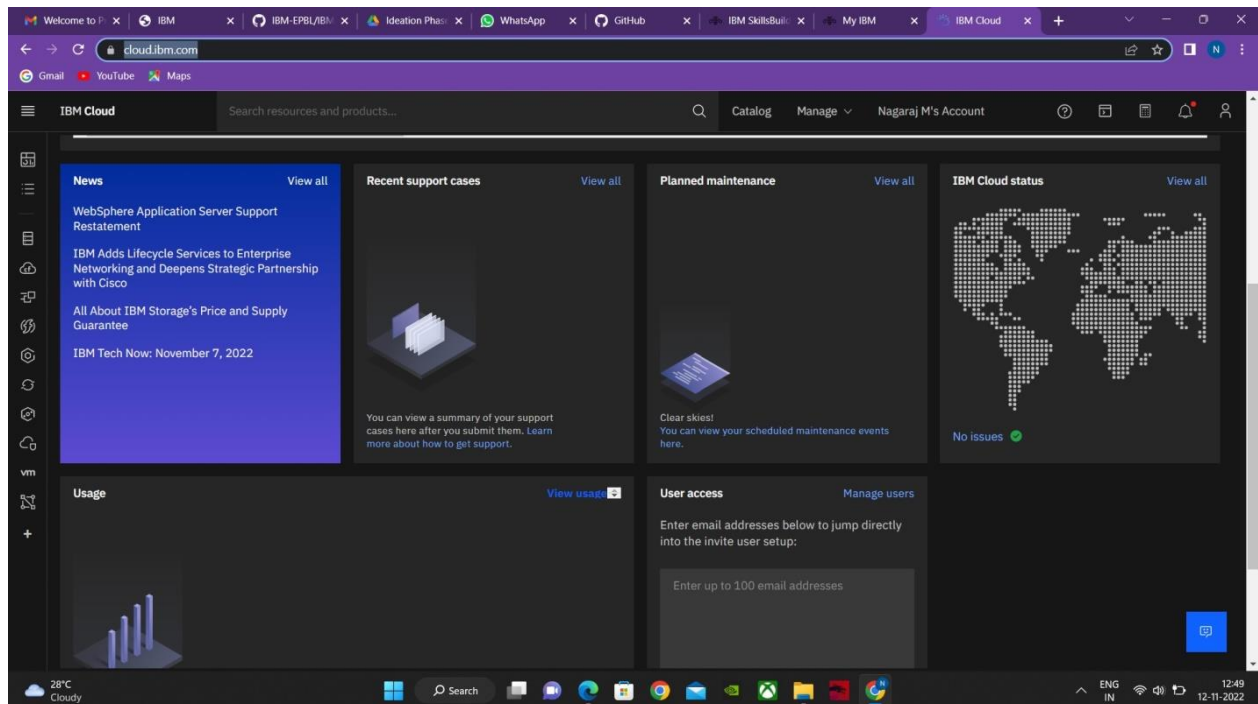 Welcome to P
IBM
IBM-EPBL/IBM
Ideation Phase
WhatsApp
GitHub
IBM SkillsBuild
My IBM
IBM Cloud
cloud.ibm.com
N
Gmail
YouTube
Maps
IBM Cloud
Search resources and products...
Catalog
Manage
Nagaraj M's Account
News
View all
WebSphere Application Server Support
Restatement
IBM Adds Lifecycle Services to Enterprise
Networking and Deepens Strategic Partnership
with Cisco
All About IBM Storage's Price and Supply
Guarantee
IBM Tech Now: November 7, 2022
Recent support cases
View all
You can view a summary of your support
cases here after you submit them. Learn
more about how to get support.
Planned maintenance
View all
Clear skies!
You can view your scheduled maintenance events
here.
IBM Cloud status
View all
No issues
vm
Usage
View usage
User access
Manage users
Enter email addresses below to jump directly
into the invite user setup:
Enter up to 100 email addresses
28°C
Cloudy
Search
ENG
IN
12:49
12-11-2022